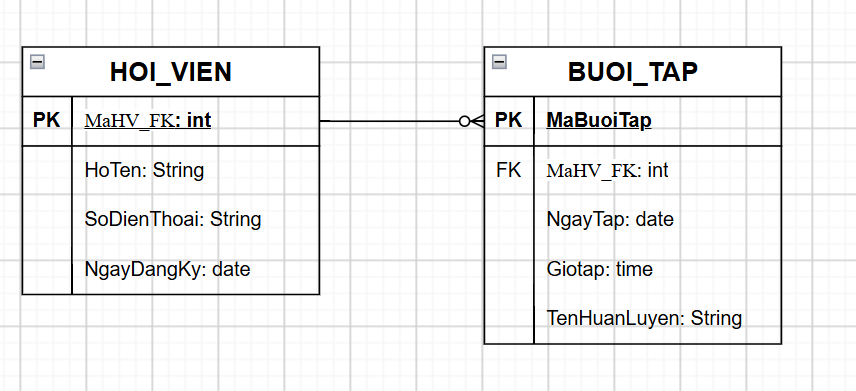 HOI_VIEN
PK MaHV_FK: int
HoTen: String
SoDienThoai: String
NgayDangKy: date
BUOI_TAP
PK MaBuoiTap
FK MaHV_FK: int
NgayTap: date
Giotap: time
TenHuanLuyen: String